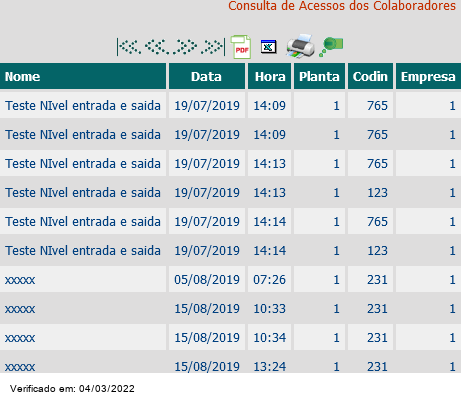 Consulta de Acessos dos Colaboradores
PDF
Nome Data Hora Planta Codin Empresa
Teste NIvel entrada e saida 19/07/2019 14:09 1 765 1
Teste NIvel entrada e saida 19/07/2019 14:09 1 765 1
Teste NIvel entrada e saida 19/07/2019 14:13 1 765 1
Teste NIvel entrada e saida 19/07/2019 14:13 1 123 1
Teste NIvel entrada e saida 19/07/2019 14:14 1 765 1
Teste NIvel entrada e saida 19/07/2019 14:14 1 123 1
xxxxx 05/08/2019 07:26 1 231 1
xxxxx 15/08/2019 10:33 1 231 1
xxxxx 15/08/2019 10:34 1 231 1
xxxxx 15/08/2019 13:24 1 231 1
Verificado em: 04/03/2022